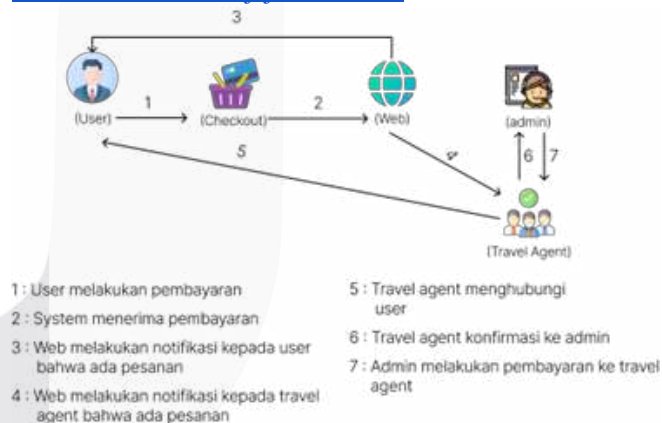 3
1
2
(User)
(Checkout)
(Web)
(admin)
4
5
6
7
(Travel Agent)
1 : User melakukan pembayaran
2 : System menerima pembayaran
3 : Web melakukan notifikasi kepada user
bahwa ada pesanan
4 : Web melakukan notifikasi kepada travel
agent bahwa ada pesanan
5 : Travel agent menghubungi
user
6 : Travel agent konfirmasi ke admin
7 : Admin melakukan pembayaran ke travel
agent